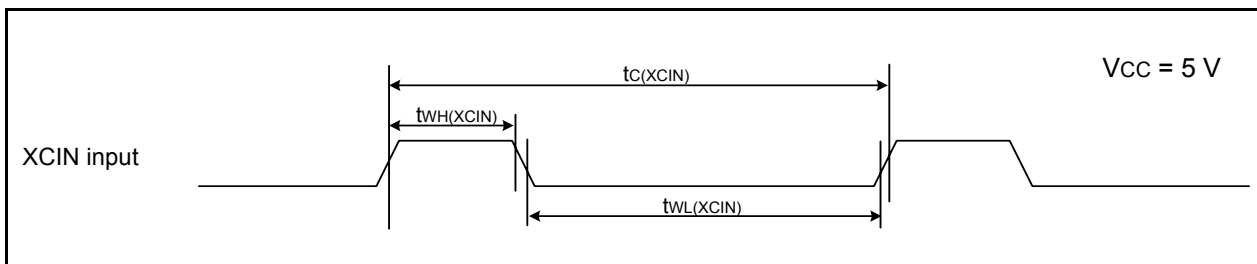 VCC = 5 V
tC(XCIN)
tWH(XCIN)
XCIN input
tWL(XCIN)